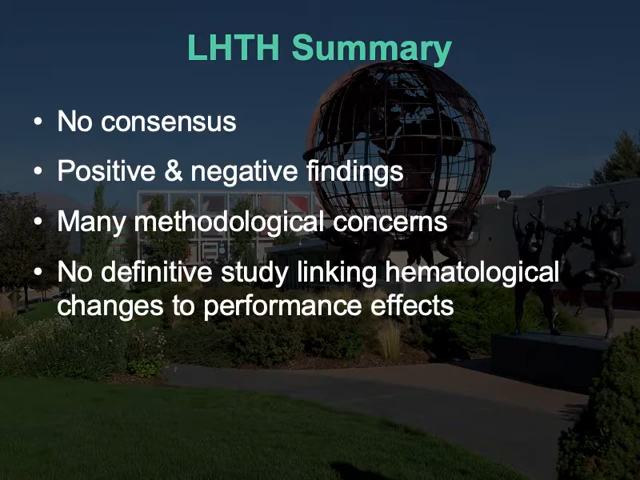 LHTH Summary
• No consensus
• Positive & negative findings
• Many methodological concerns
• No definitive study linking hematological
changes to performance effects